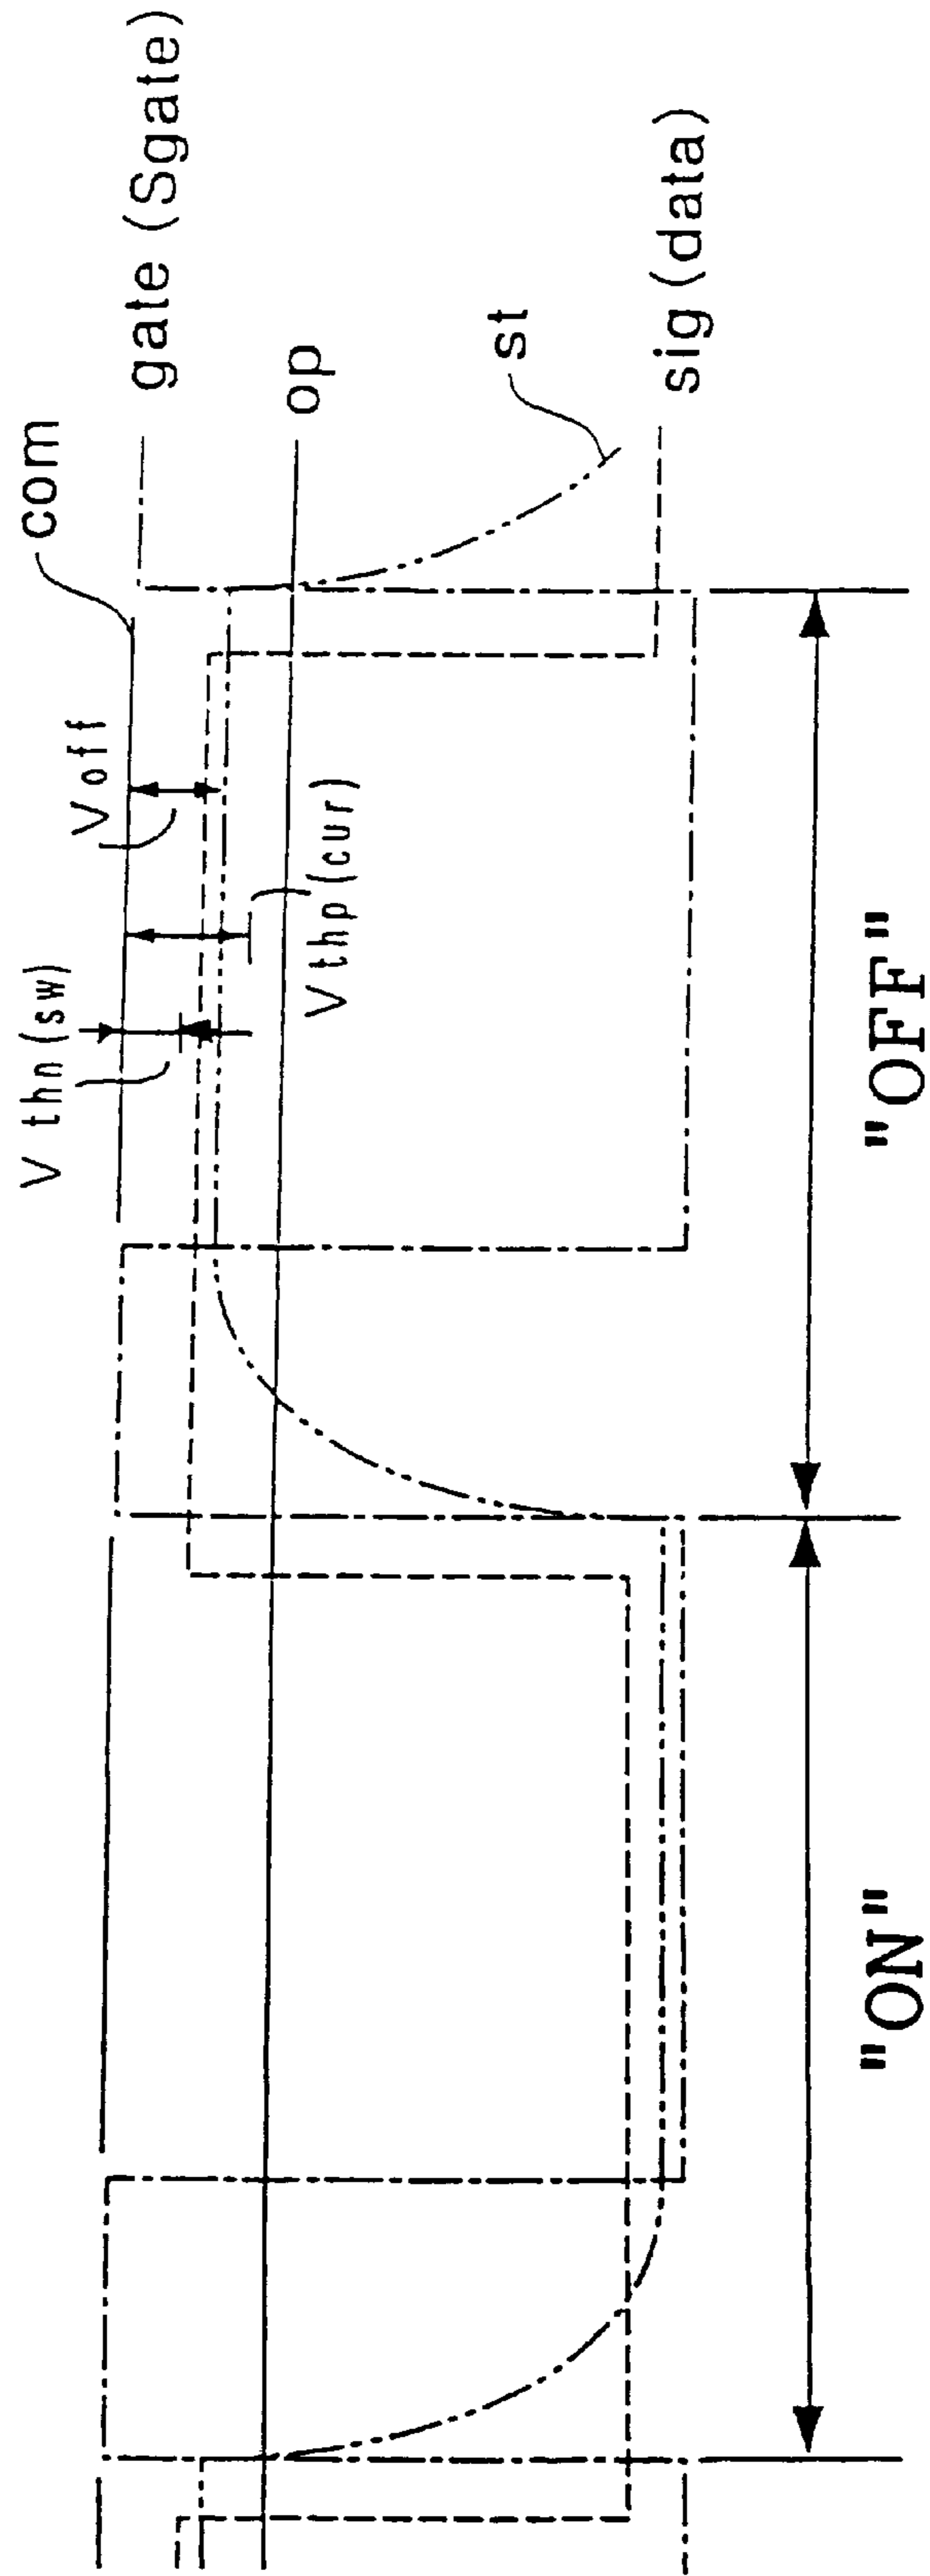 gate (Sgate)
com
op
st
sig (data)
Voff
Vthp (cur)
Vthn (sw)
"OFF"
"ON"